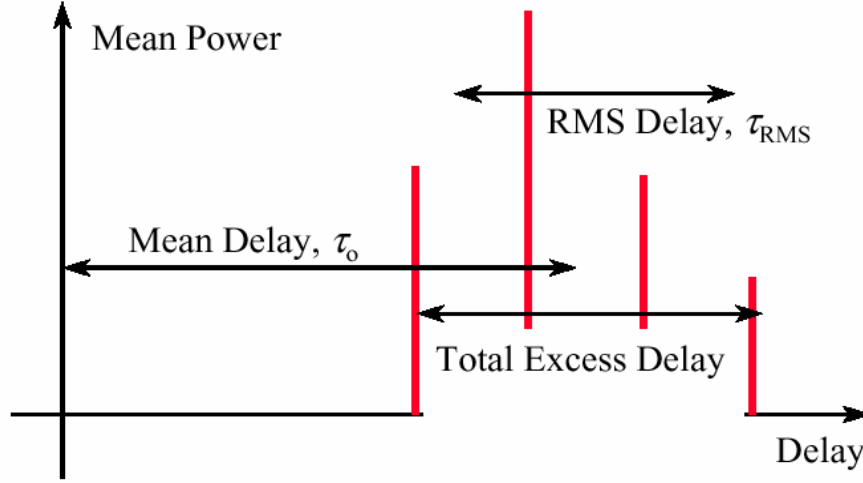 Mean Power
RMS Delay, τRMS
Mean Delay, τo
Total Excess Delay
Delay